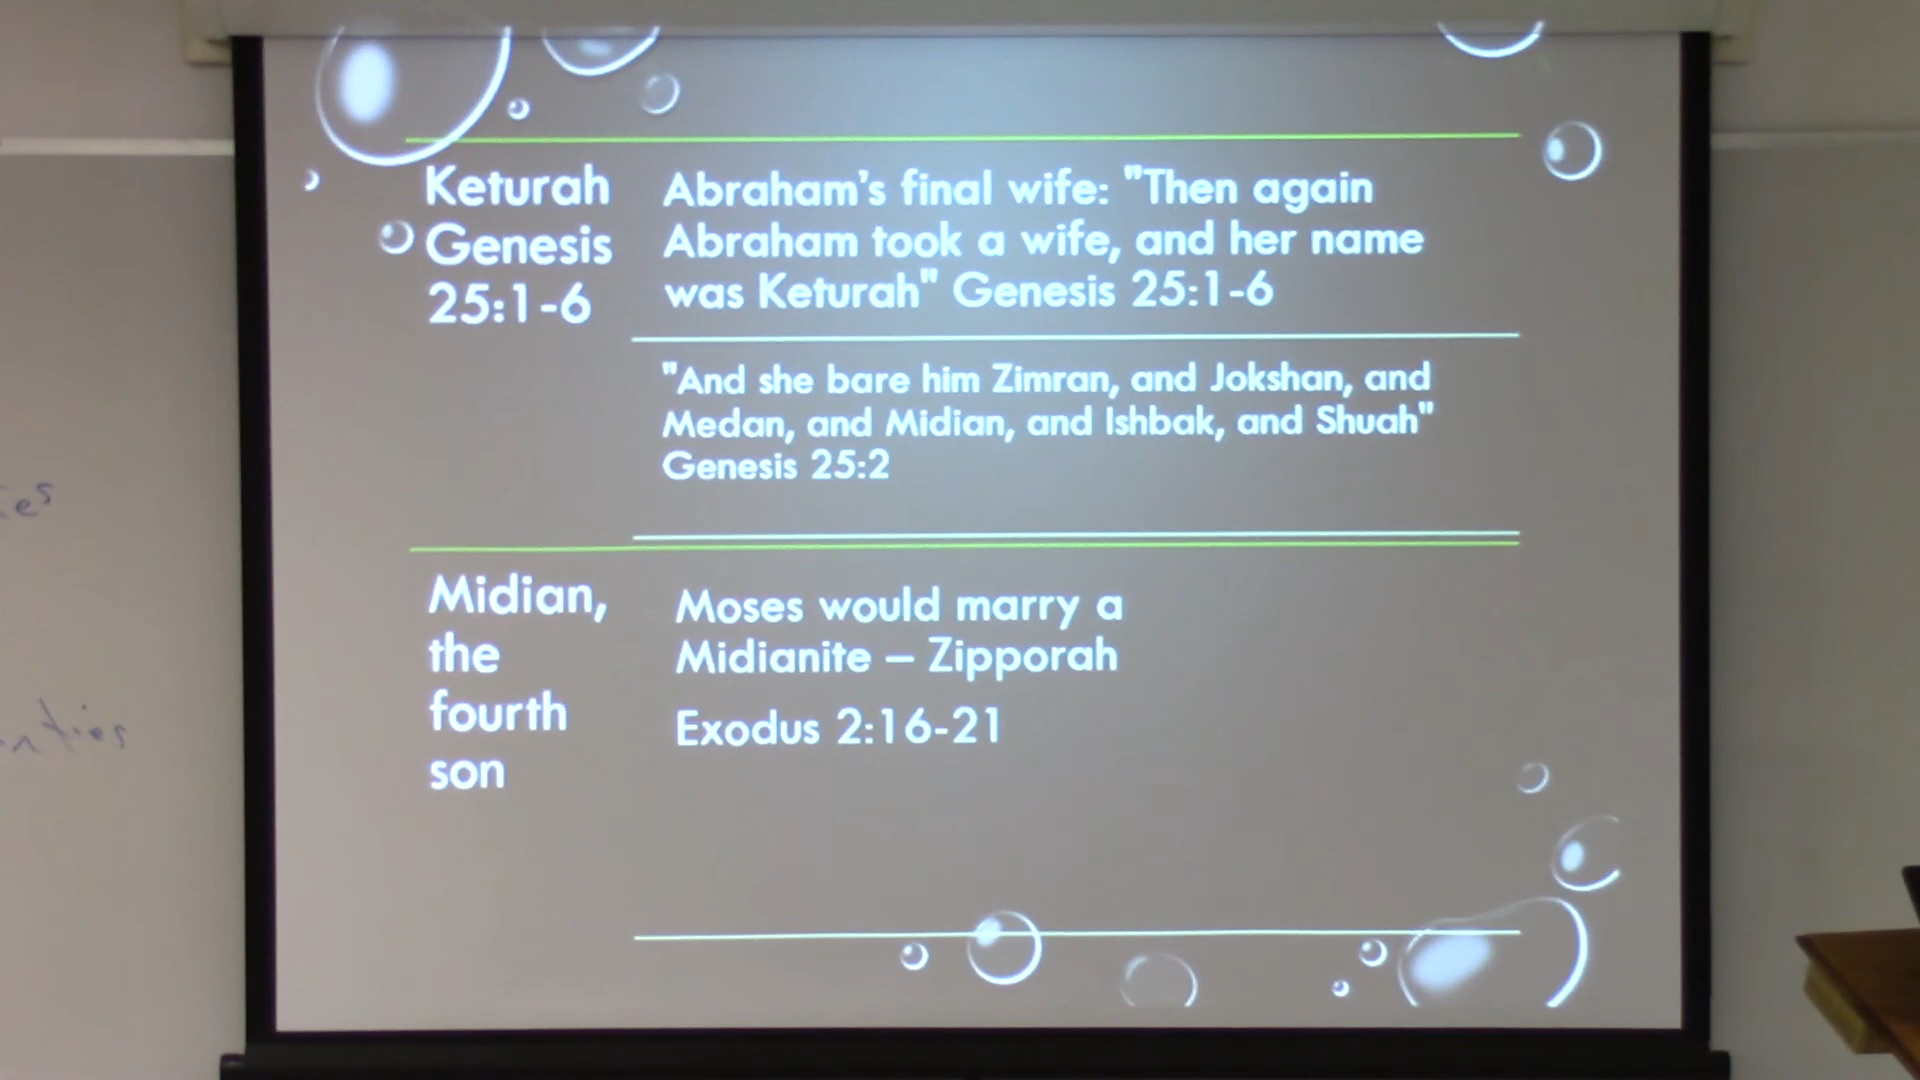 Keturah
Genesis
25:1-6
Abraham's final wife: "Then again
Abraham took a wife, and her name
was Keturah" Genesis 25:1-6
"And she bare him Zimran, and Jokshan, and
Medan, and Midian, and Ishbak, and Shuah"
Genesis 25:2
Midian,
the
fourth
son
Moses would marry a
Midianite – Zipporah
Exodus 2:16-21